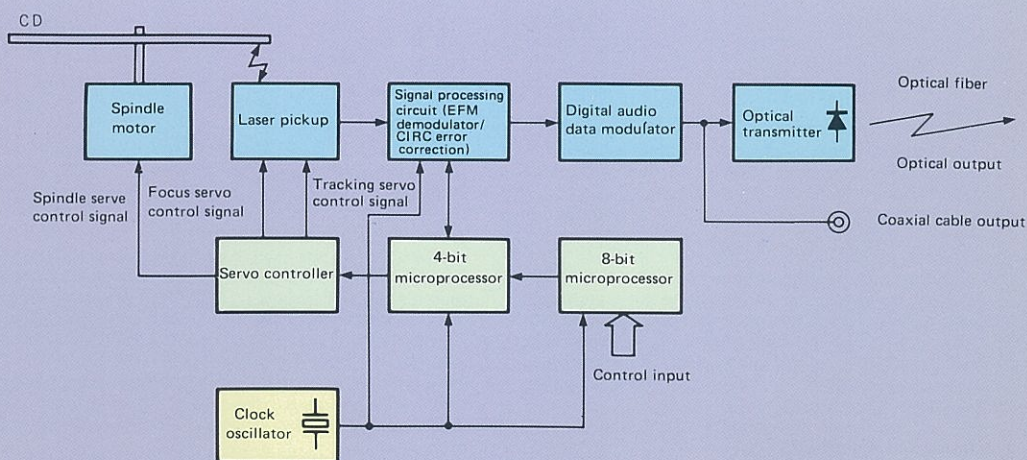 CD
Spindle
motor
Laser pickup
Signal processing
circuit (EFM
demodulator/
CIRC error
correction)
Digital audio
data modulator
Optical
transmitter
Optical fiber
Optical output
Spindle serve
control signal
Focus servo
control signal
Tracking servo
control signal
Coaxial cable output
Servo controller
4-bit
microprocessor
8-bit
microprocessor
Control input
Clock
oscillator